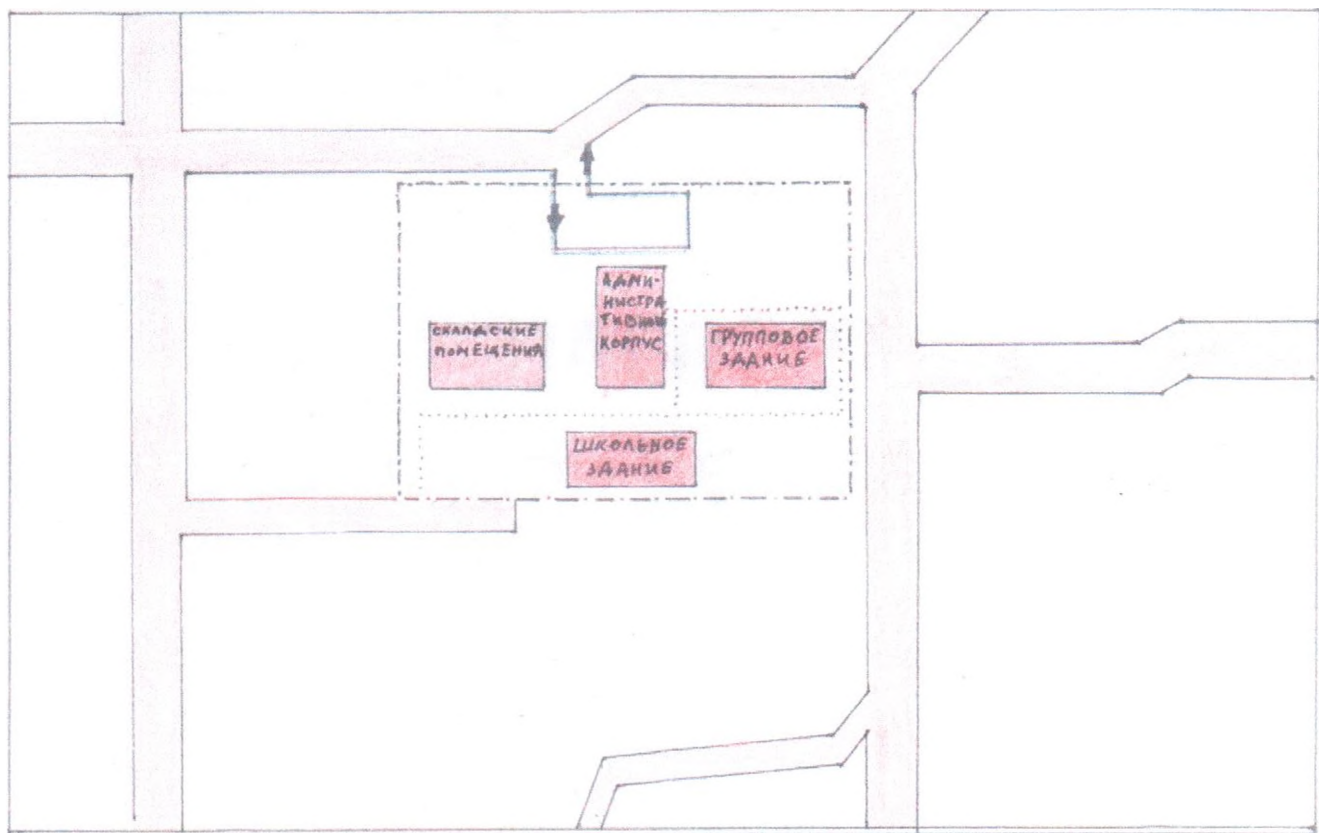 АДМИ-
НИСТРА
ТИВНЫЙ
КОРПУС
СКЛАДСКИЕ
ПОМЕЩЕНИЯ
ГРУППОВОЕ
ЗДАНИЕ
ШКОЛЬНОЕ
ЗДАНИЕ